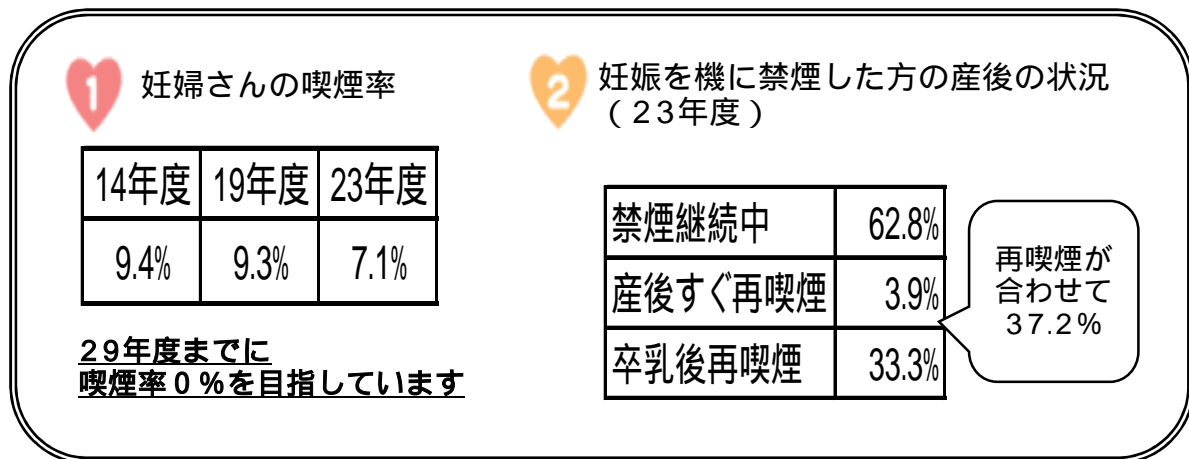 1 妊婦さんの喫煙率
14年度 19年度 23年度
9.4% 9.3% 7.1%
29年度までに
喫煙率0%を目指しています
2 妊娠を機に禁煙した方の産後の状況
(23年度)
禁煙継続中 62.8%
産後すぐ再喫煙 3.9%
卒乳後再喫煙 33.3%
再喫煙が
合わせて
37.2%